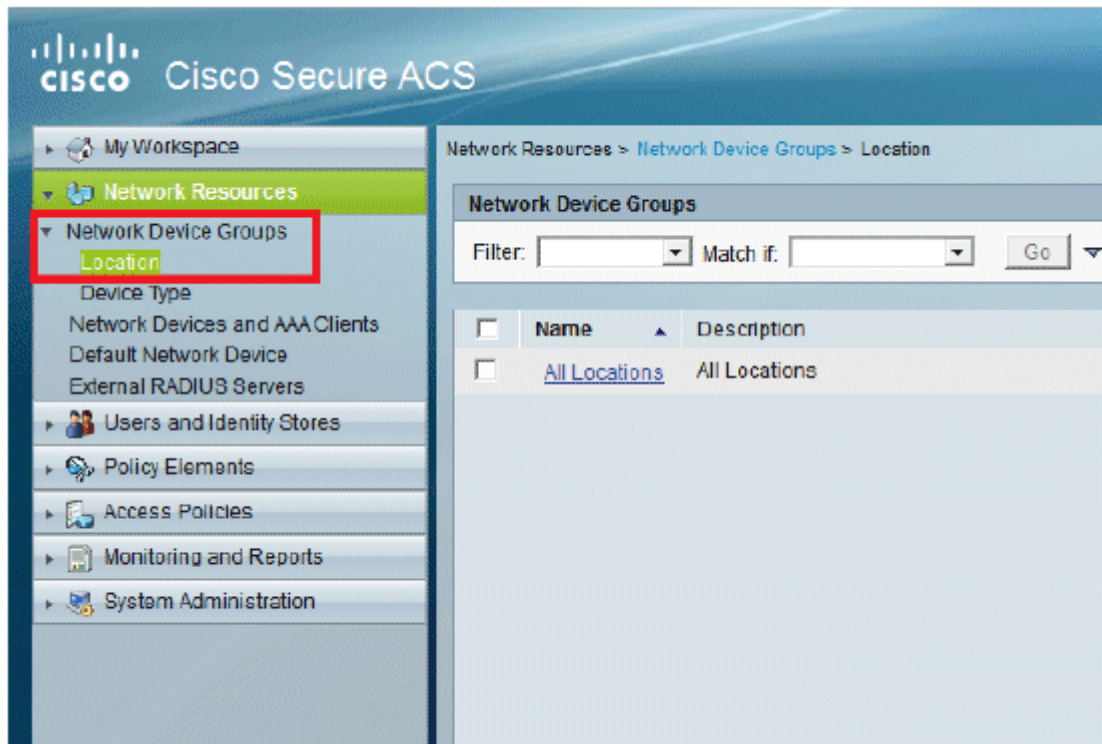 CISCO Cisco Secure ACS
My Workspace
Network Resources
Network Device Groups
Location
Device Type
Network Devices and AAA Clients
Default Network Device
External RADIUS Servers
Users and Identity Stores
Policy Elements
Access Policies
Monitoring and Reports
System Administration
Network Resources > Network Device Groups > Location
Network Device Groups
Filter: Match if: Go
Name Description
All Locations All Locations